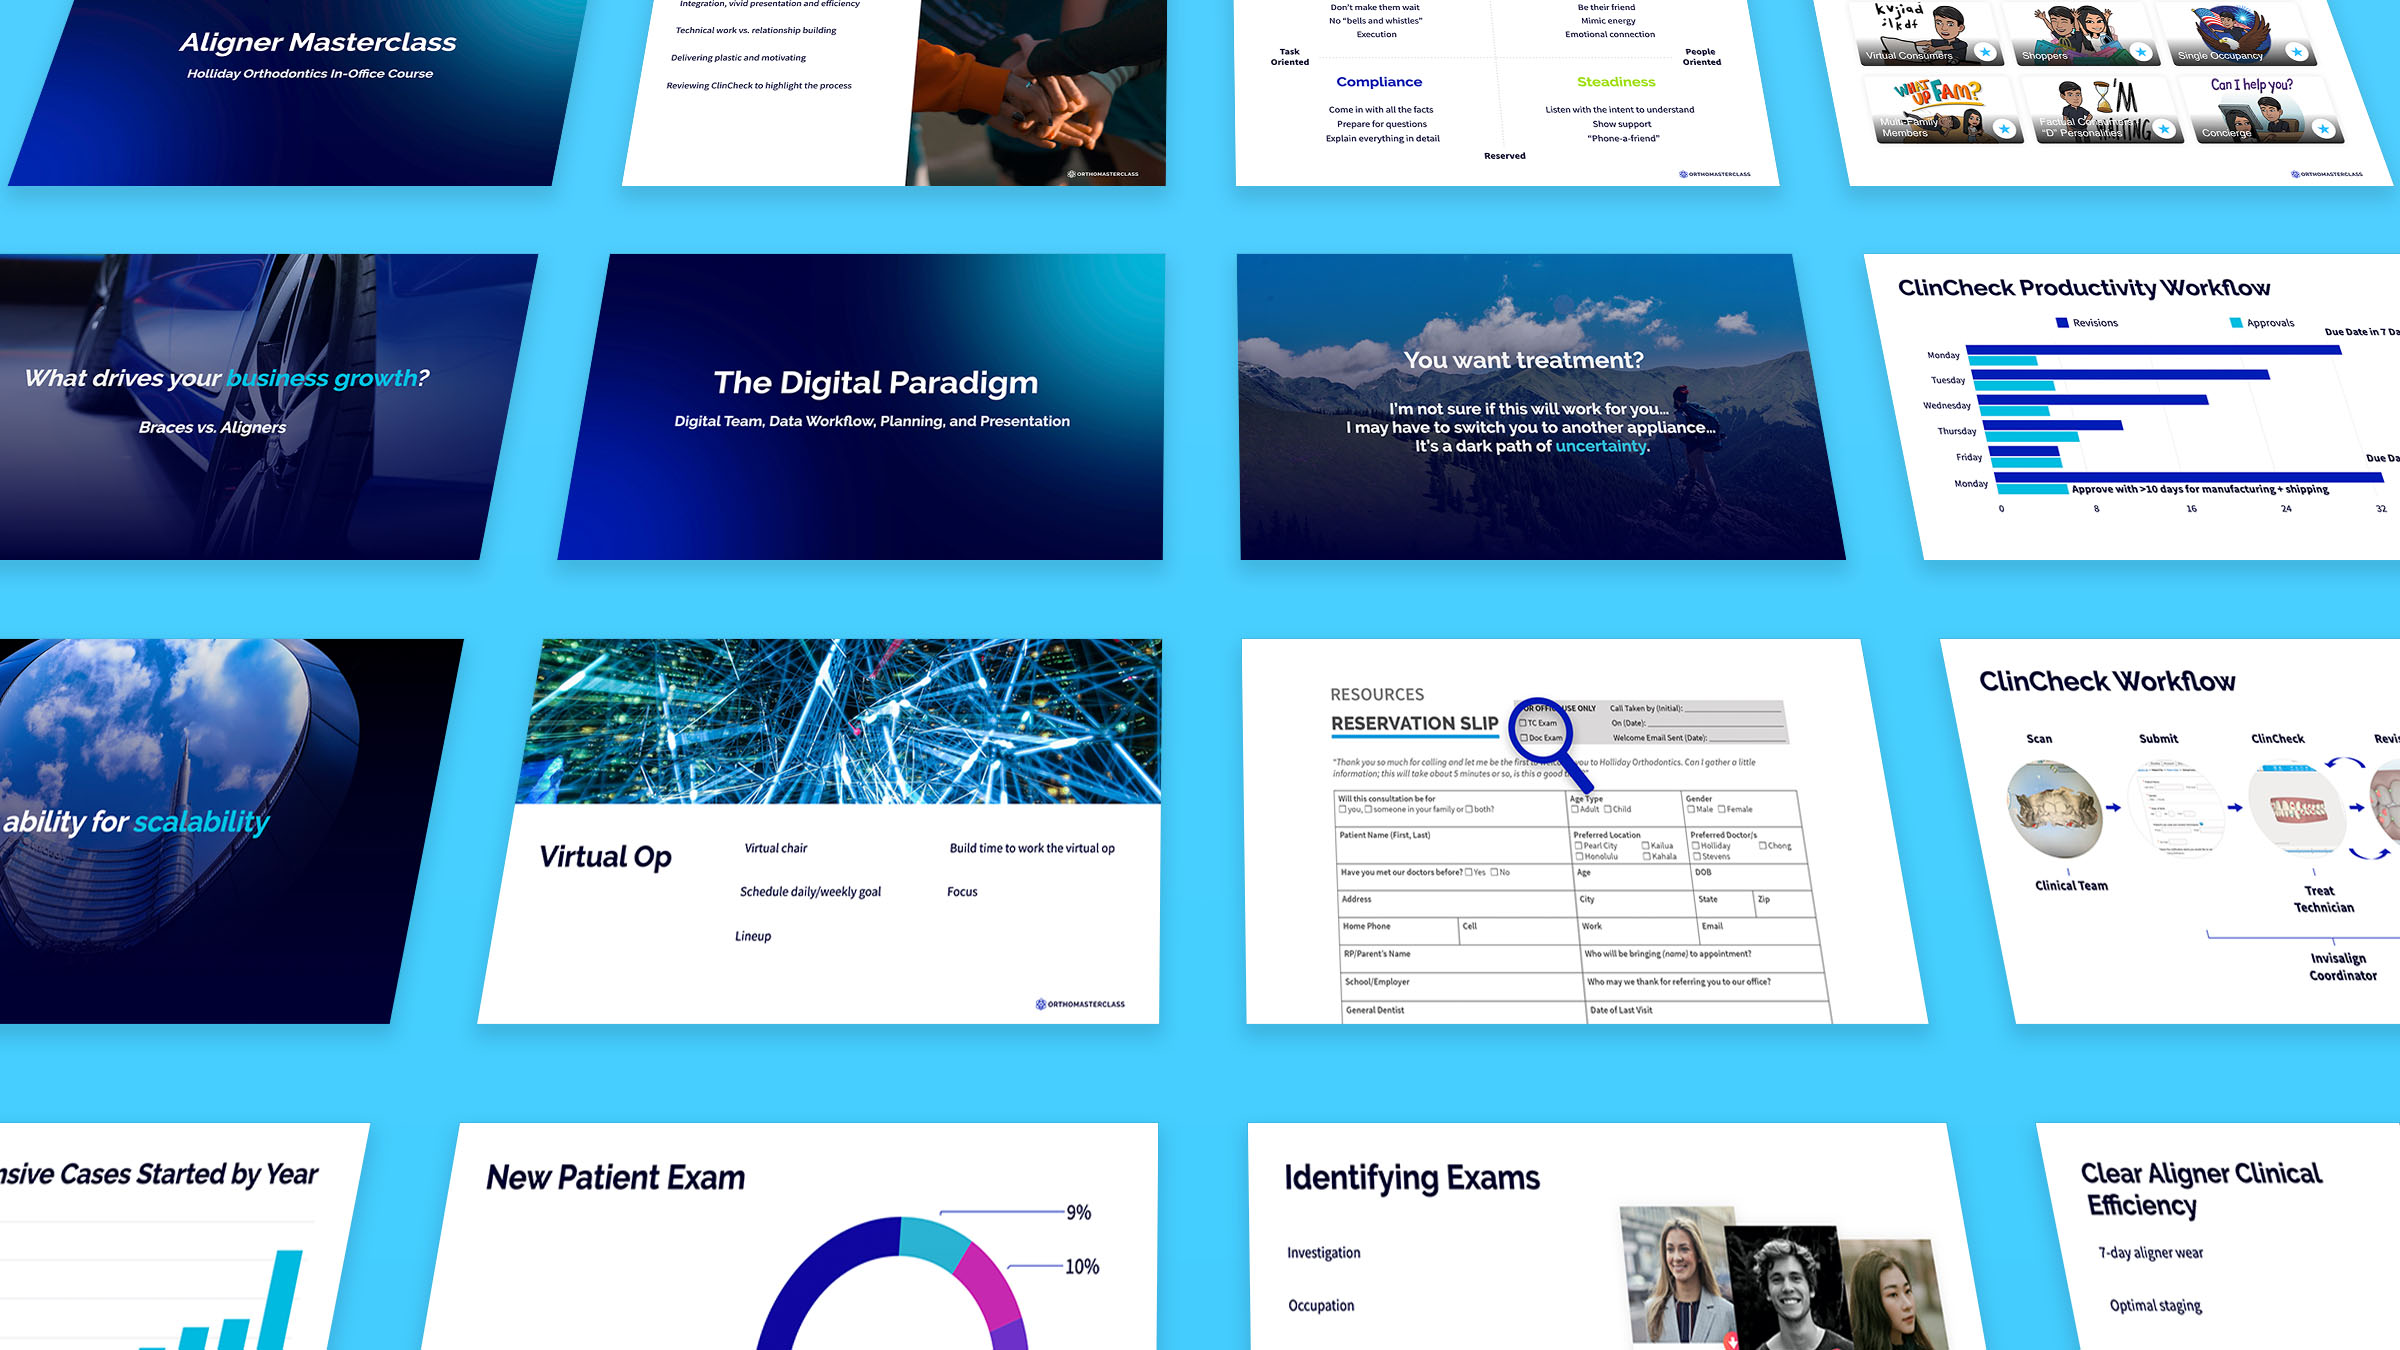 Aligner Masterclass
Holliday Orthodontics In-Office Course
Integration, vivid presentation and efficiency
Technical work vs. relationship building
Delivering plastic and motivating
Reviewing ClinCheck to highlight the process
ORTHOMASTERCLASS
Don't make them wait
No "bells and whistles"
Execution
Be their friend
Mimic energy
Emotional connection
Task
Oriented
People
Oriented
Compliance
Steadiness
Come in with all the facts
Prepare for questions
Explain everything in detail
Listen with the intent to understand
Show support
"Phone-a-friend"
Reserved
ORTHOMASTERCLASS
Virtual Consumers
Shoppers
Single Occupancy
WHAT UP FAM?
Multi-Family
Members
I'M
Factual Consumers -
"D" Personalities
Can I help you?
Concierge
ORTHOMASTERCLASS
What drives your business growth?
Braces vs. Aligners
The Digital Paradigm
Digital Team, Data Workflow, Planning, and Presentation
You want treatment?
I'm not sure if this will work for you...
I may have to switch you to another appliance...
It's a dark path of uncertainty.
ClinCheck Productivity Workflow
Revisions
Approvals
Due Date in 7 Da
Monday
Tuesday
Wednesday
Thursday
Friday
Due Da
Monday
Approve with >10 days for manufacturing + shipping
0 8 16 24 32
ability for scalability
Virtual Op
Virtual chair
Schedule daily/weekly goal
Lineup
Build time to work the virtual op
Focus
ORTHOMASTERCLASS
RESOURCES
RESERVATION SLIP
OR OFFICE USE ONLY Call Taken by (Initial):
TC Exam On (Date):
Doc Exam Welcome Email Sent (Date):
"Thank you so much for calling and let me be the first to welcome you to Holliday Orthodontics. Can I gather a little
information; this will take about 5 minutes or so, is this a good
Will this consultation be for
you, someone in your family or both?
Age Type
Adult Child
Gender
Male Female
Patient Name (First, Last)
Preferred Location
Pearl City Kailua
Honolulu Kahala
Preferred Doctor/s
Holliday Chong
Stevens
Have you met our doctors before? Yes No
Age
DOB
Address
City
State
Zip
Home Phone
Cell
Work
Email
RP/Parent's Name
Who will be bringing (name) to appointment?
School/Employer
Who may we thank for referring you to our office?
General Dentist
Date of Last Visit
ClinCheck Workflow
Scan
Submit
ClinCheck
Revis
Clinical Team
Treat
Technician
Invisalign
Coordinator
nsive Cases Started by Year
New Patient Exam
9%
10%
Identifying Exams
Investigation
Occupation
Clear Aligner Clinical
Efficiency
7-day aligner wear
Optimal staging